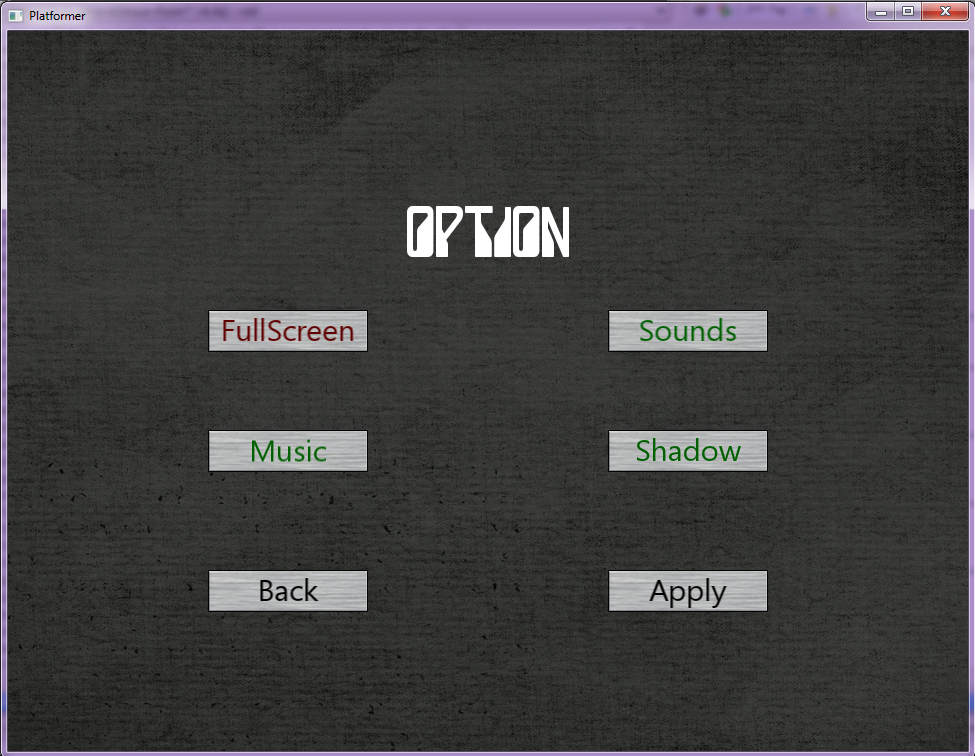 Platformer
OPTION
FullScreen
Sounds
Music
Shadow
Back
Apply